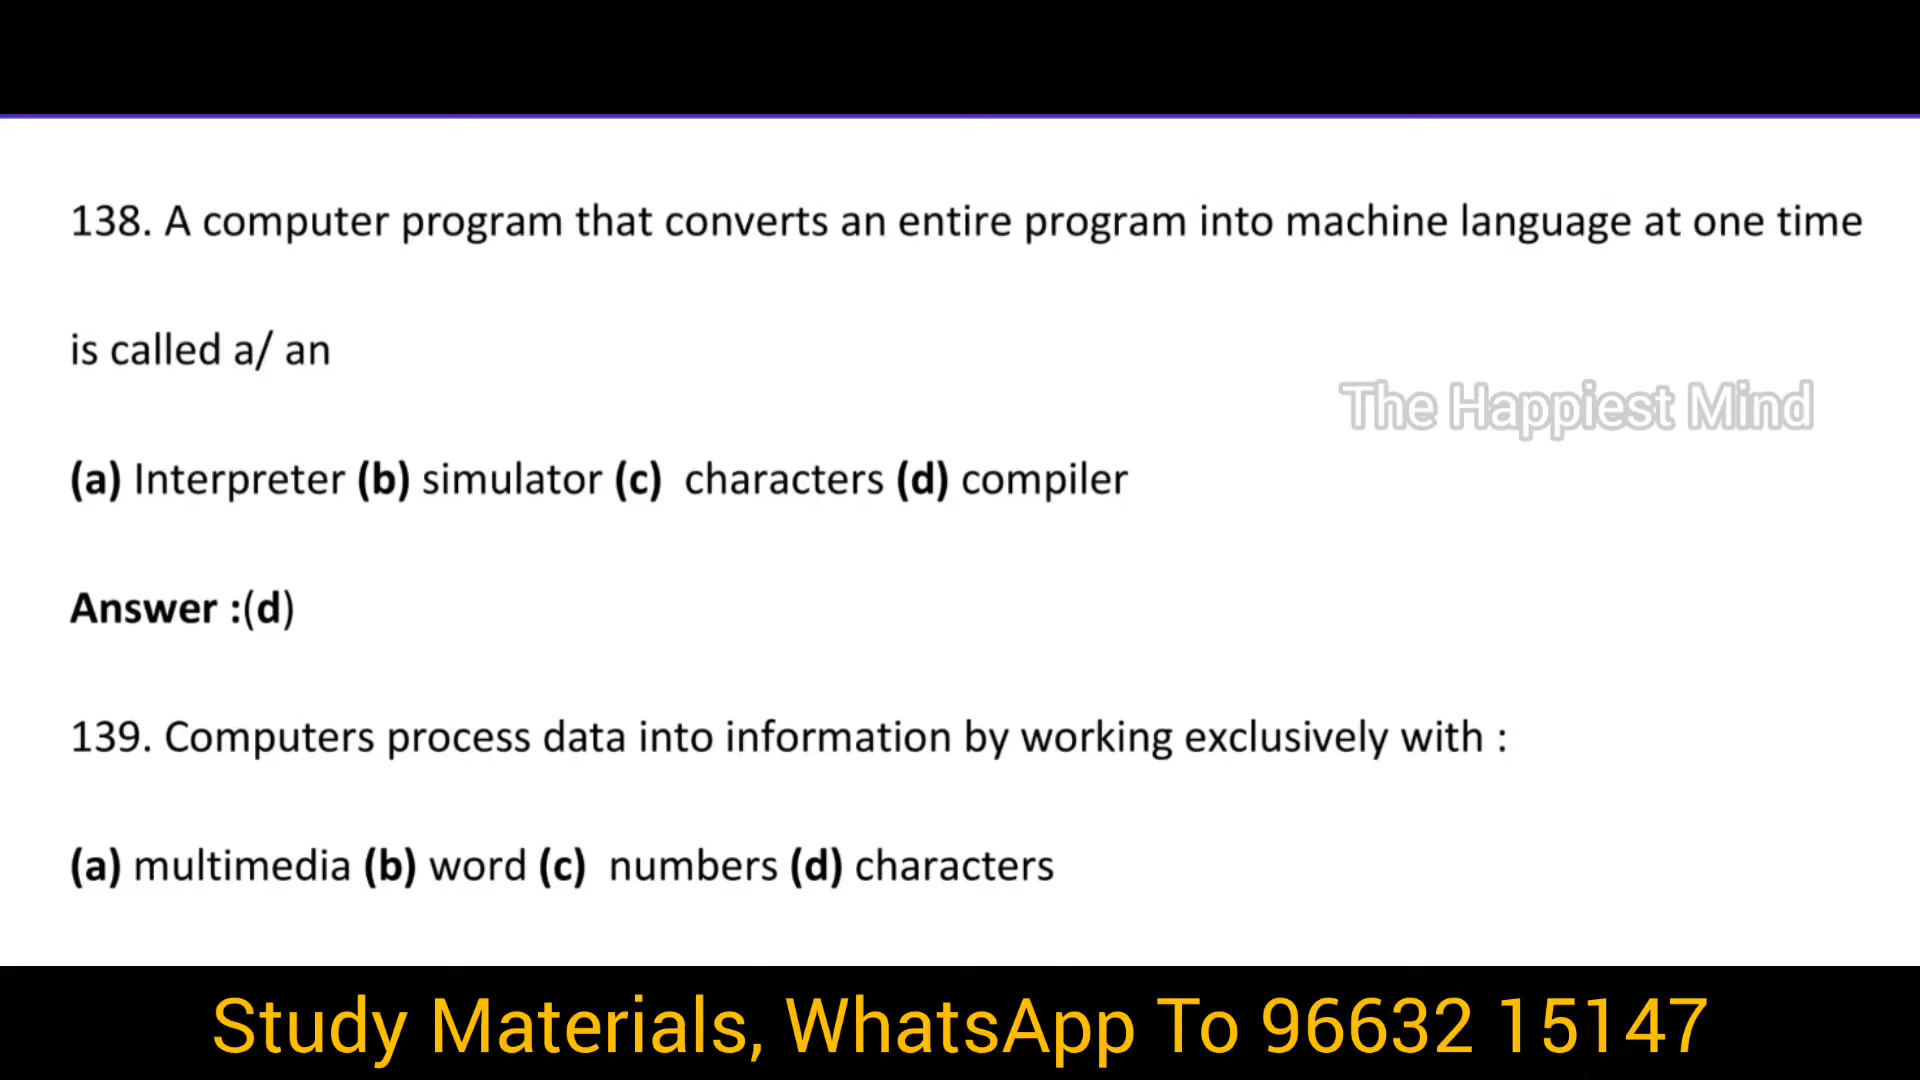 138. A computer program that converts an entire program into machine language at one time
is called a/ an
The Happiest Mind
(a) Interpreter (b) simulator (c) characters (d) compiler
Answer :(d)
139. Computers process data into information by working exclusively with :
(a) multimedia (b) word (c) numbers (d) characters
Study Materials, WhatsApp To 96632 15147